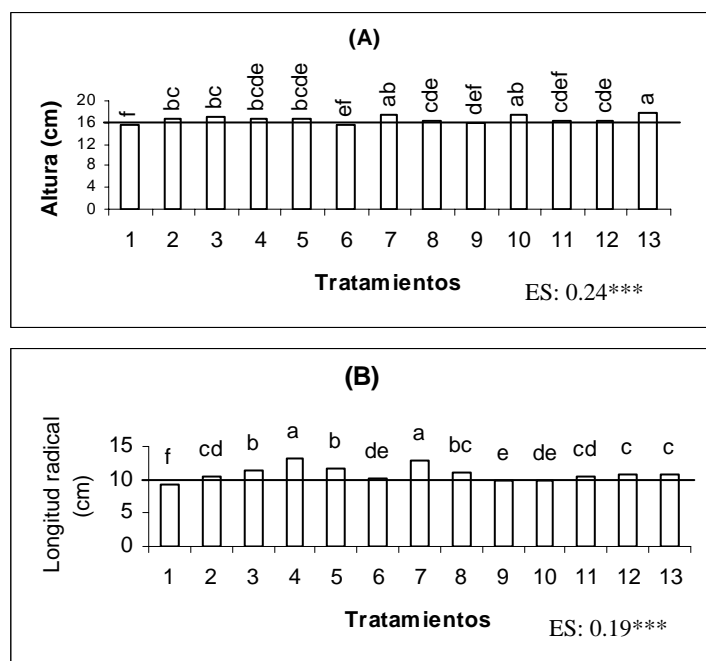 (A)
Altura (cm)
20
16
12
8
4
0
f bc bc bcde bcde ef ab cde def ab cdef cde a
1 2 3 4 5 6 7 8 9 10 11 12 13
Tratamientos
ES: 0.24***
(B)
Longitud radical
(cm)
15
10
5
0
f cd b a b de a bc e de cd c c
1 2 3 4 5 6 7 8 9 10 11 12 13
Tratamientos
ES: 0.19***